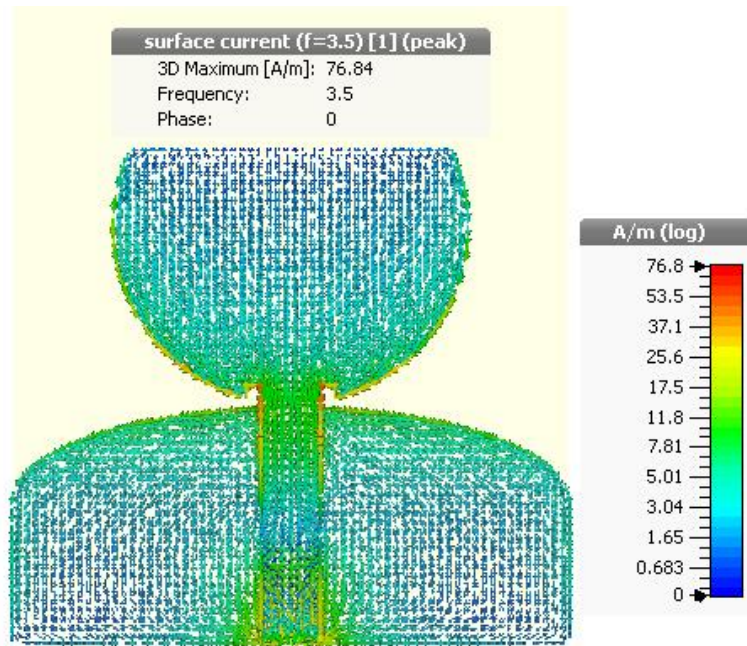 surface current (f=3.5) [1] (peak)
3D Maximum [A/m]: 76.84
Frequency: 3.5
Phase: 0
A/m (log)
76.8
53.5
37.1
25.6
17.5
11.8
7.81
5.01
3.04
1.65
0.683
0